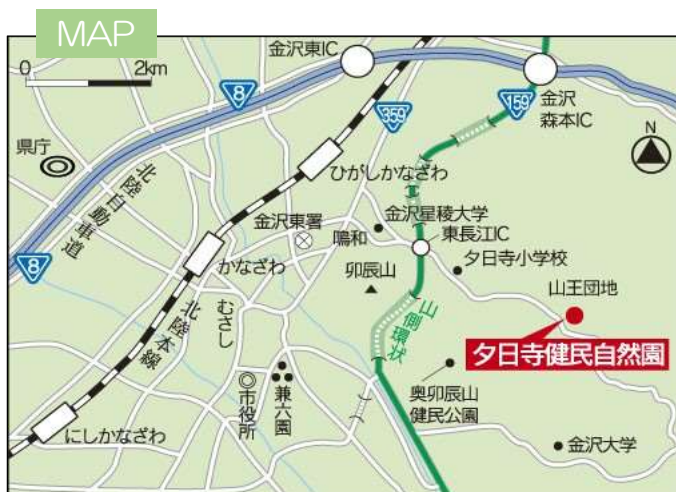 MAP
0 2km
金沢東IC
8
359
159
金沢
森本IC
N
県庁
北陸自動車道
ひがしかなざわ
金沢星稜大学
金沢東署
鳴和
東長江IC
夕日寺小学校
かなざわ
卯辰山
山王団地
8
むさし
北陸本線
山側環状
夕日寺健民自然園
市役所
兼六園
奥卯辰山
健民公園
にしかなざわ
金沢大学